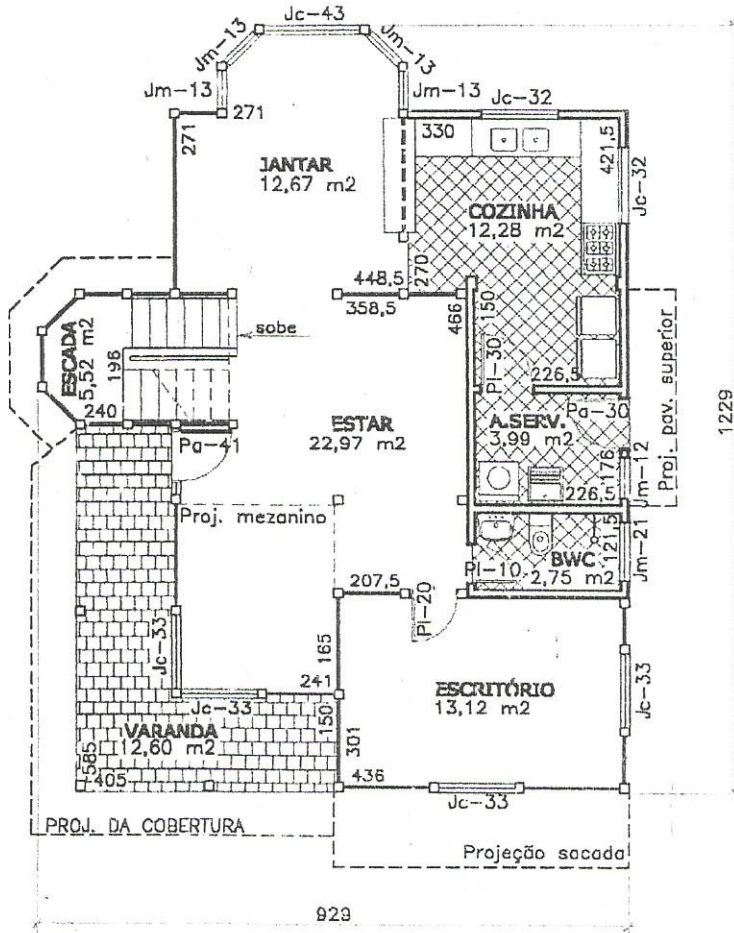 Jc-43
Jm-13
Jm-13
Jm-13
Jm-13
Jc-32
271
271
330
421,5
JANTAR
12,67 m2
Jc-32
COZINHA
12,28 m2
448,5
270
358,5
466
150
sobe
ESCADA
5,52 m2
196
240
Pl-30
226,5
Proj. pav. superior
1229
ESTAR
22,97 m2
Pa-41
A.SERV.
3,99 m2
Pa-30
176
Jm-12
226,5
Proj. mezanino
BWC
2,75 m2
121,5
Jm-21
Pl-10
207,5
Pl-20
Jc-33
165
241
Jc-33
ESCRITÓRIO
13,12 m2
Jc-33
VARANDA
12,60 m2
150
301
585
405
436
Jc-33
PROJ. DA COBERTURA
Projeção sacada
929